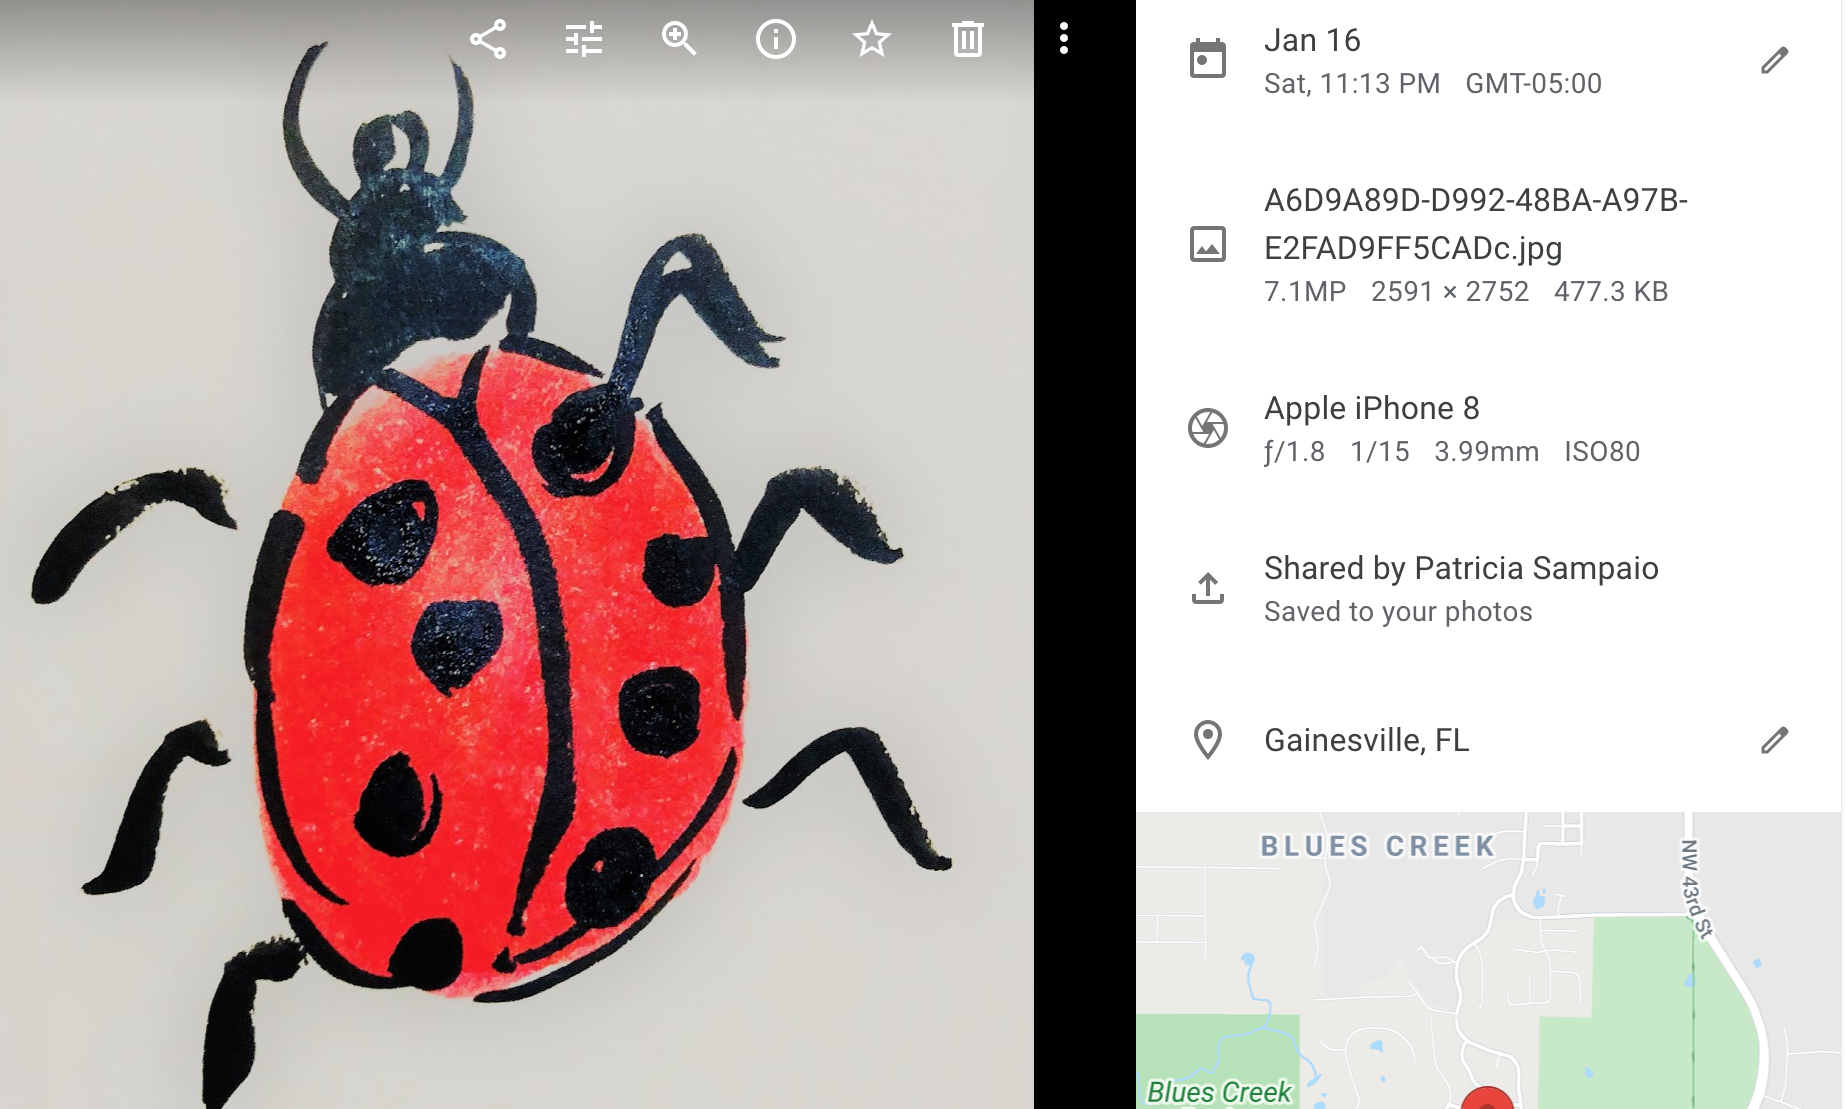 Jan 16
Sat, 11:13 PM GMT-05:00
A6D9A89D-D992-48BA-A97B-
E2FAD9FF5CADc.jpg
7.1MP 2591 × 2752 477.3 KB
Apple iPhone 8
ƒ/1.8 1/15 3.99mm ISO80
Shared by Patricia Sampaio
Saved to your photos
Gainesville, FL
BLUES CREEK
NW 43rd St
Blues Creek